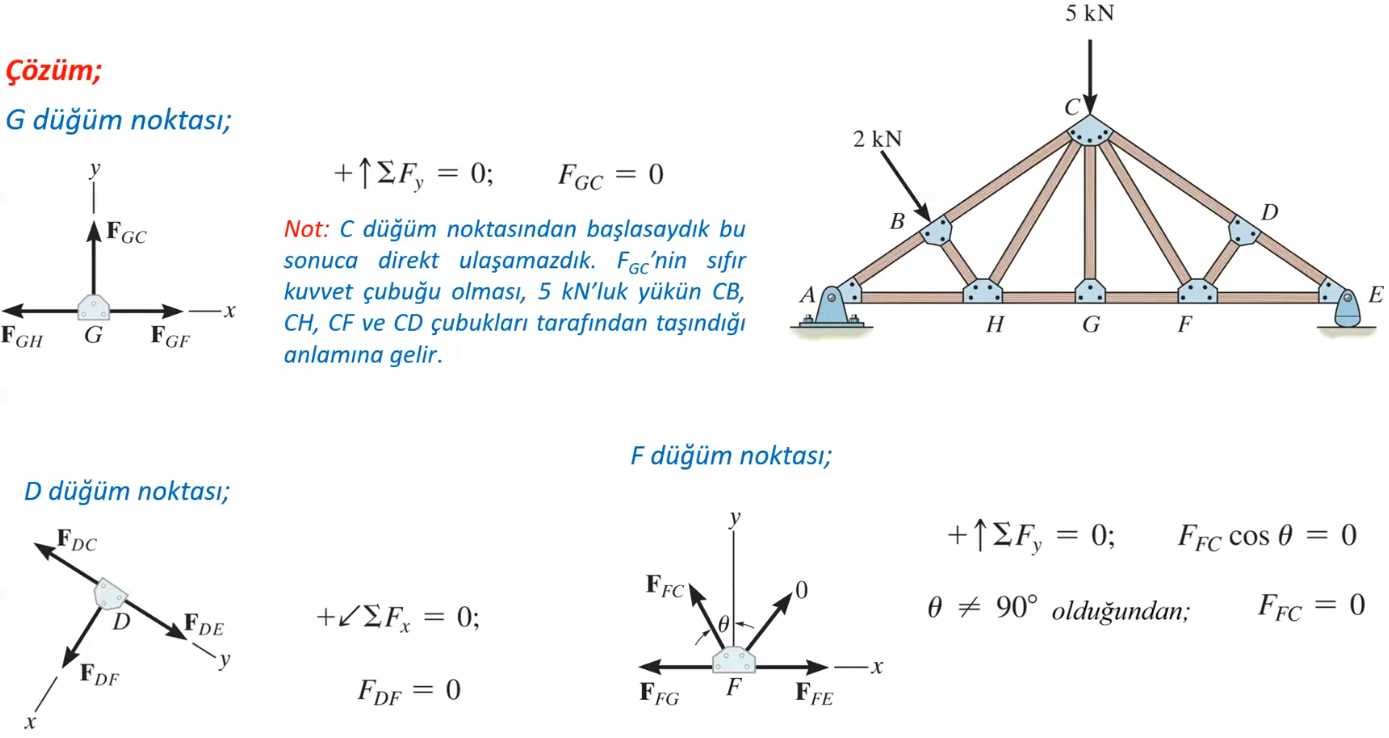 Çözüm;
G düğüm noktası;
y
F_GC
F_GH
G
F_GF
x
+↑ΣF_y = 0; F_GC = 0
Not: C düğüm noktasından başlasaydık bu
sonuca direkt ulaşamazdık. F_GC'nin sıfır
kuvvet çubuğu olması, 5 kN'luk yükün CB,
CH, CF ve CD çubukları tarafından taşındığı
anlamına gelir.
5 kN
C
2 kN
B
D
A
E
H
G
F
D düğüm noktası;
F_DC
D
F_DE
y
F_DF
x
+↙ΣF_x = 0;
F_DF = 0
F düğüm noktası;
y
F_FC
0
θ
x
F_FG
F
F_FE
+↑ΣF_y = 0; F_FC cos θ = 0
θ ≠ 90° olduğundan; F_FC = 0